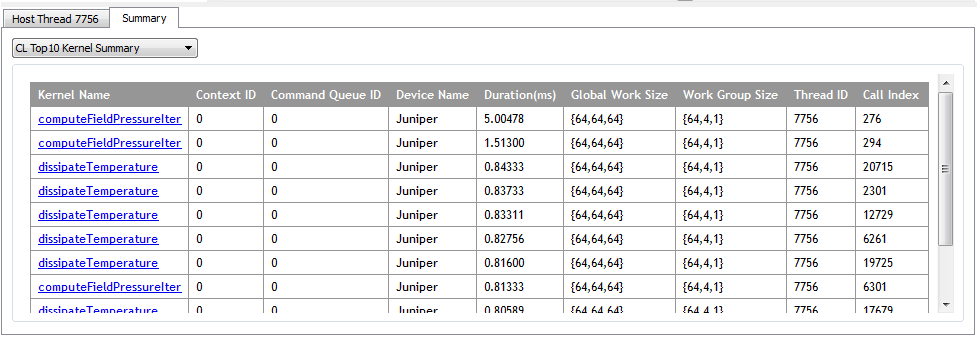 Host Thread 7756 Summary
CL Top10 Kernel Summary
Kernel Name Context ID Command Queue ID Device Name Duration(ms) Global Work Size Work Group Size Thread ID Call Index
computeFieldPressureIter 0 0 Juniper 5.00478 {64,64,64} {64,4,1} 7756 276
computeFieldPressureIter 0 0 Juniper 1.51300 {64,64,64} {64,4,1} 7756 294
dissipateTemperature 0 0 Juniper 0.84333 {64,64,64} {64,4,1} 7756 20715
dissipateTemperature 0 0 Juniper 0.83733 {64,64,64} {64,4,1} 7756 2301
dissipateTemperature 0 0 Juniper 0.83311 {64,64,64} {64,4,1} 7756 12729
dissipateTemperature 0 0 Juniper 0.82756 {64,64,64} {64,4,1} 7756 6261
dissipateTemperature 0 0 Juniper 0.81600 {64,64,64} {64,4,1} 7756 19725
computeFieldPressureIter 0 0 Juniper 0.81333 {64,64,64} {64,4,1} 7756 6301
dissipateTemperature 0 0 Juniper 0.80589 {64,64,64} {64,4,1} 7756 17679